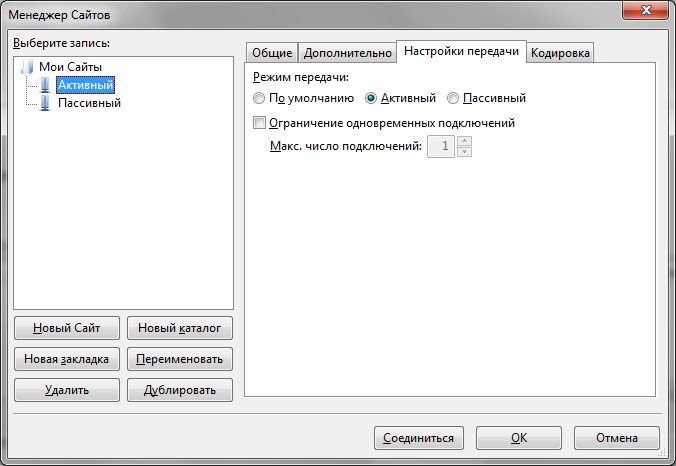 Менеджер Сайтов
Выберите запись:
Мои Сайты
Активный
Пассивный
Новый Сайт
Новый каталог
Новая закладка
Переименовать
Удалить
Дублировать
Общие
Дополнительно
Настройки передачи
Кодировка
Режим передачи:
По умолчанию
Активный
Пассивный
Ограничение одновременных подключений
Макс. число подключений: 1
Соединиться
OK
Отмена